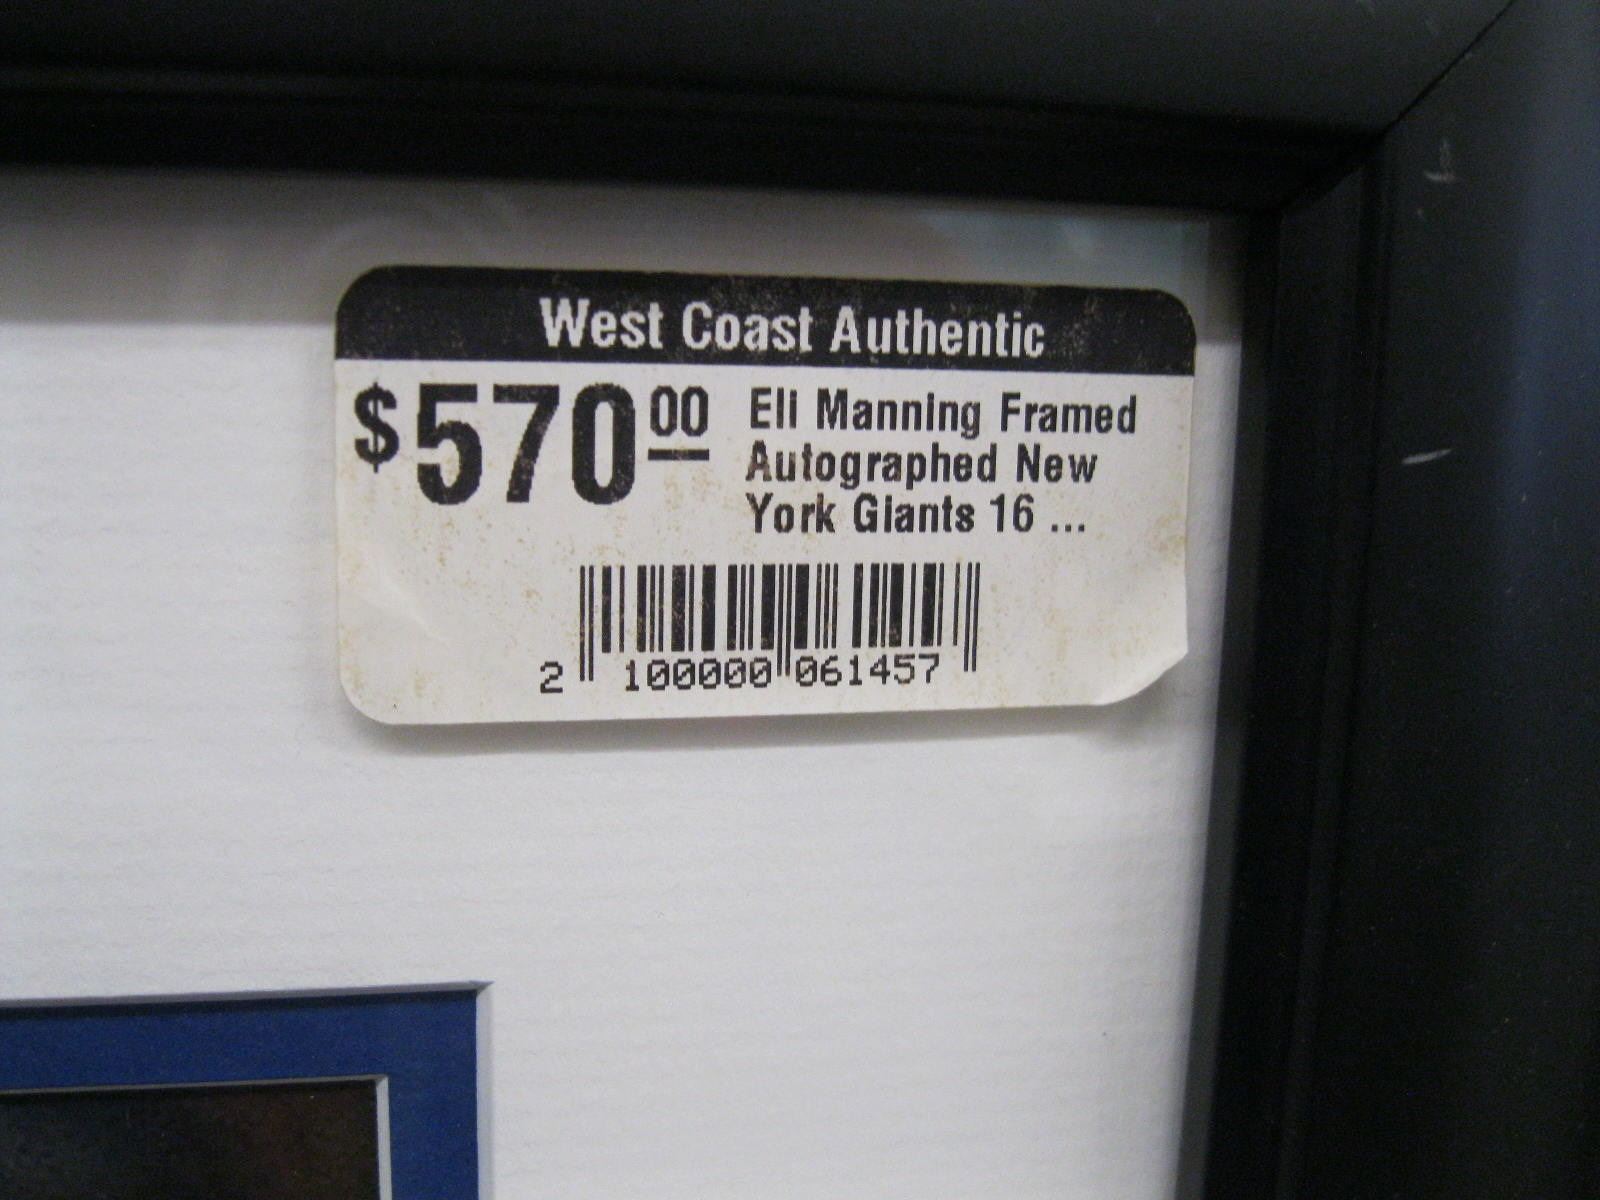 West Coast Authentic
$570 00
Eli Manning Framed
Autographed New
York Giants 16 ...
2 100000 061457